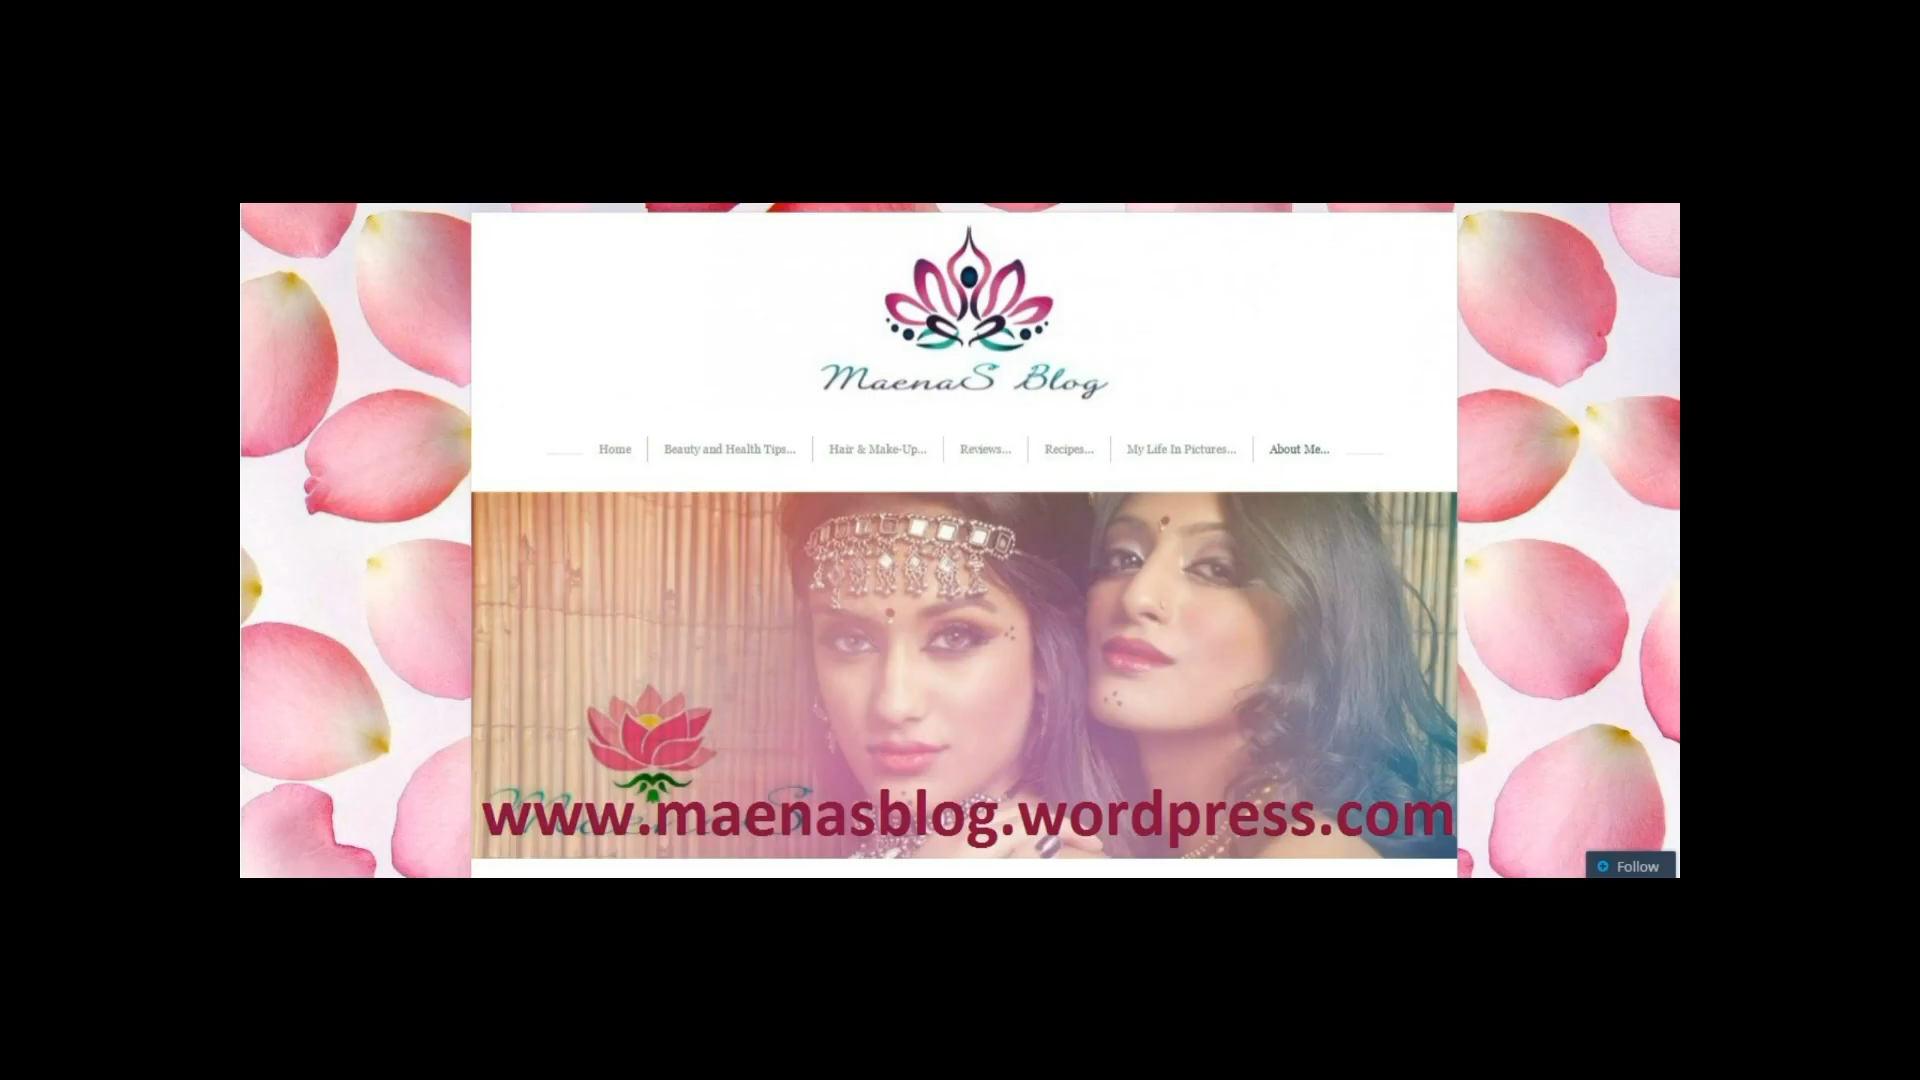 MaenaS Blog
Home Beauty and Health Tips... Hair & Make-Up... Reviews... Recipes... My Life In Pictures... About Me...
MaenaS
www.maenasblog.wordpress.com
Follow